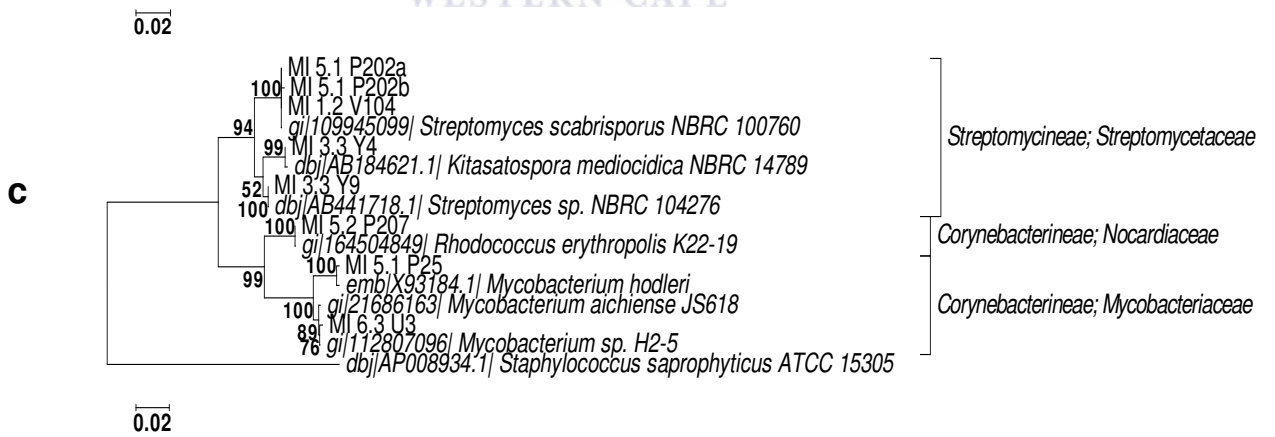 WESTERN CAPE
0.02
c
MI 5.1 P202a
100 MI 5.1 P202b
MI 1.2 V104
94 gi|109945099| Streptomyces scabrisporus NBRC 100760
Streptomycineae; Streptomycetaceae
99 MI 3.3 Y4
dbj|AB184621.1| Kitasatospora mediocidica NBRC 14789
52 MI 3.3 Y9
100 dbj|AB441718.1| Streptomyces sp. NBRC 104276
100 MI 5.2 P207
Corynebacterineae; Nocardiaceae
gi|164504849| Rhodococcus erythropolis K22-19
100 MI 5.1 P25
99 emb|X93184.1| Mycobacterium hodleri
100 gi|21686163| Mycobacterium aichiense JS618
Corynebacterineae; Mycobacteriaceae
89 MI 6.3 U3
76 gi|112807096| Mycobacterium sp. H2-5
dbj|AP008934.1| Staphylococcus saprophyticus ATCC 15305
0.02